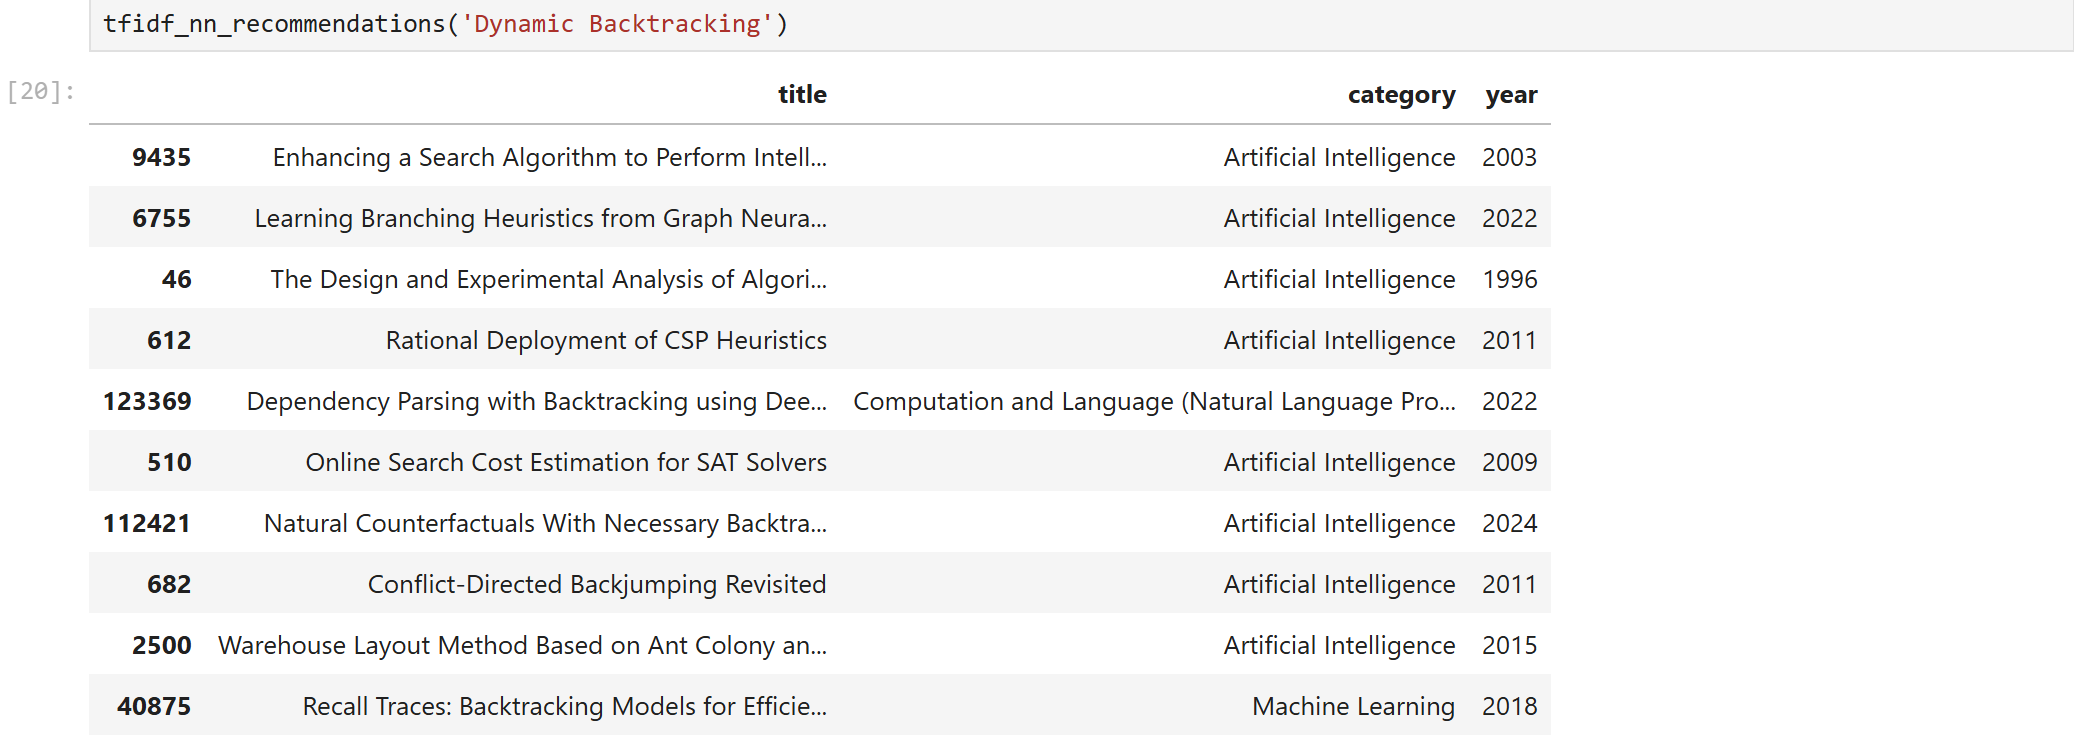 tfidf_nn_recommendations('Dynamic Backtracking')
[20]:
title category year
9435 Enhancing a Search Algorithm to Perform Intell... Artificial Intelligence 2003
6755 Learning Branching Heuristics from Graph Neura... Artificial Intelligence 2022
46 The Design and Experimental Analysis of Algori... Artificial Intelligence 1996
612 Rational Deployment of CSP Heuristics Artificial Intelligence 2011
123369 Dependency Parsing with Backtracking using Dee... Computation and Language (Natural Language Pro... 2022
510 Online Search Cost Estimation for SAT Solvers Artificial Intelligence 2009
112421 Natural Counterfactuals With Necessary Backtra... Artificial Intelligence 2024
682 Conflict-Directed Backjumping Revisited Artificial Intelligence 2011
2500 Warehouse Layout Method Based on Ant Colony an... Artificial Intelligence 2015
40875 Recall Traces: Backtracking Models for Efficie... Machine Learning 2018